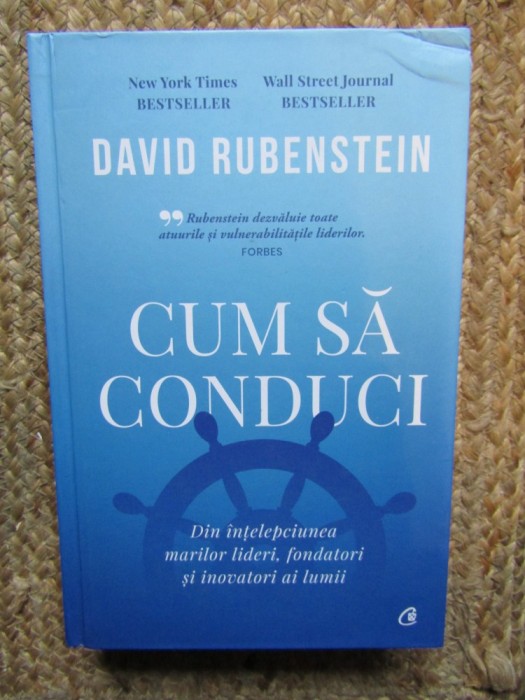 New York Times Wall Street Journal
BESTSELLER BESTSELLER
DAVID RUBENSTEIN
❞Rubenstein dezvăluie toate
atuurile și vulnerabilitățile liderilor.
FORBES
CUM SĂ
CONDUCI
Din înțelepciunea
marilor lideri, fondatori
și inovatori ai lumii